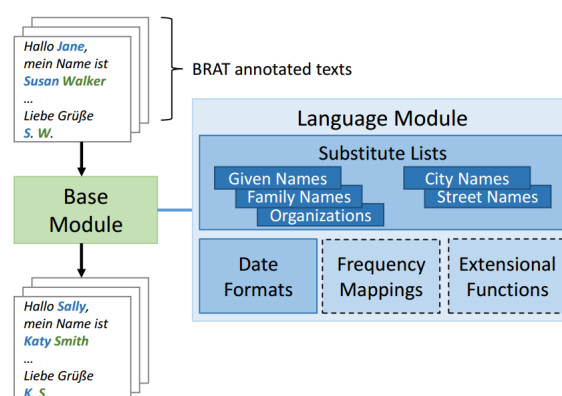 Hallo Jane,
mein Name ist
Susan Walker
...
Liebe Grüße
S. W.
BRAT annotated texts
Base
Module
Language Module
Substitute Lists
Given Names
Family Names
Organizations
City Names
Street Names
Date
Formats
Frequency
Mappings
Extensional
Functions
Hallo Sally,
mein Name ist
Katy Smith
...
Liebe Grüße
K. S.